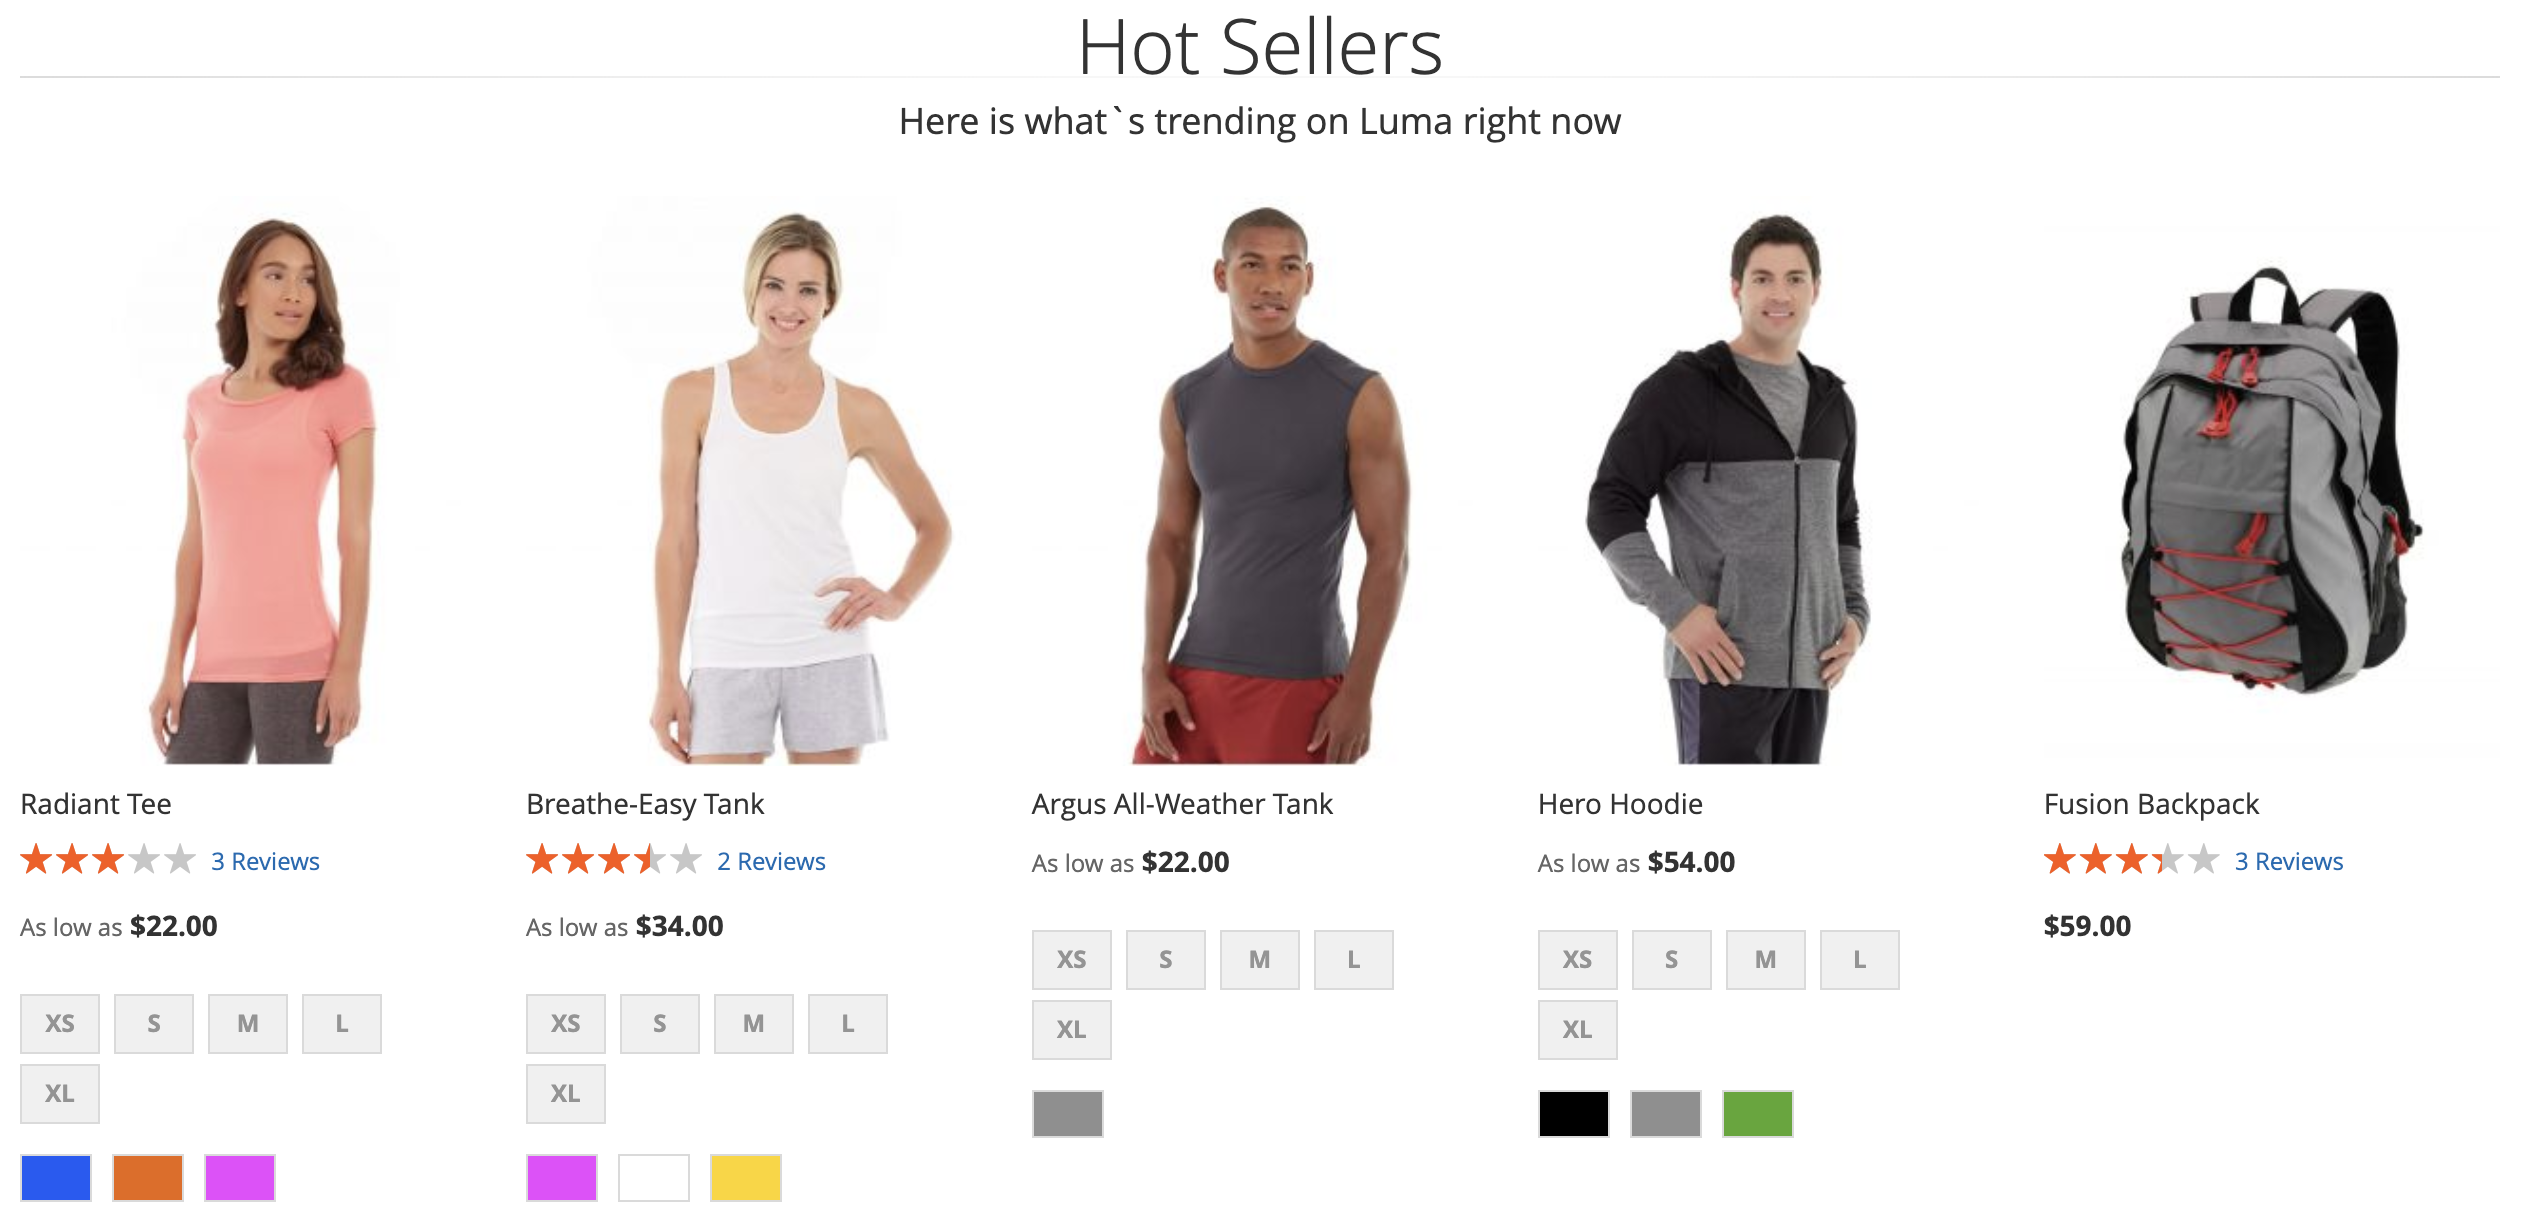 Hot Sellers
Here is what`s trending on Luma right now
Radiant Tee
3 Reviews
As low as $22.00
XS S M L
XL
Breathe-Easy Tank
2 Reviews
As low as $34.00
XS S M L
XL
Argus All-Weather Tank
As low as $22.00
XS S M L
XL
Hero Hoodie
As low as $54.00
XS S M L
XL
Fusion Backpack
3 Reviews
$59.00